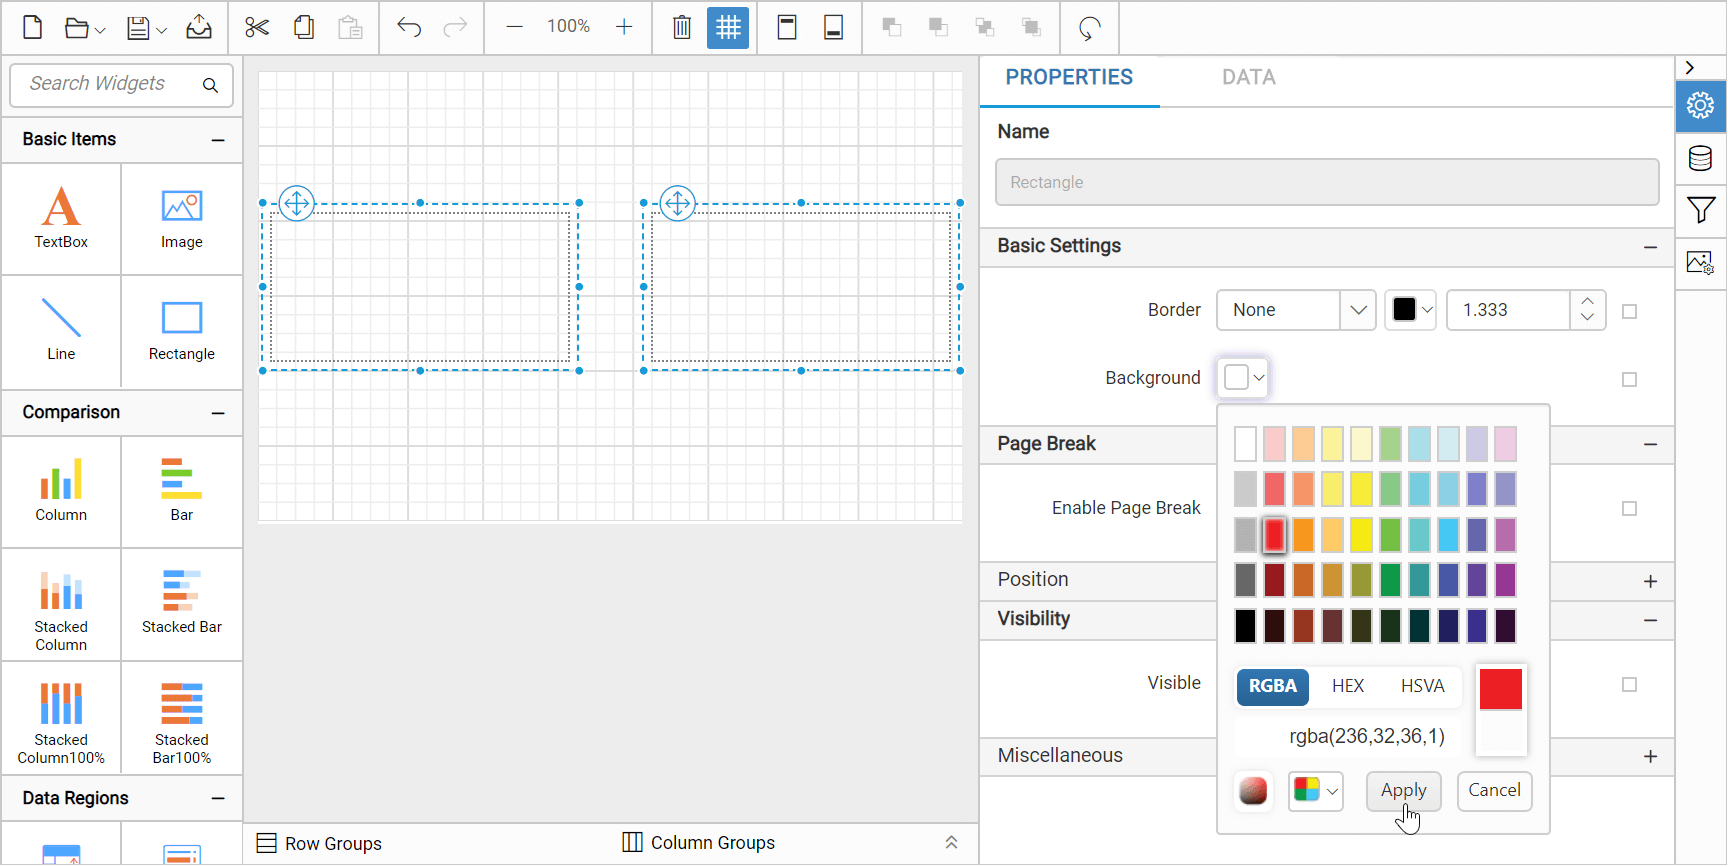 100%
Search Widgets
Basic Items
TextBox
Image
Line
Rectangle
Comparison
Column
Bar
Stacked
Column
Stacked Bar
Stacked
Column100%
Stacked
Bar100%
Data Regions
Row Groups
Column Groups
PROPERTIES
DATA
Name
Rectangle
Basic Settings
Border
None
1.333
Background
Page Break
Enable Page Break
Position
Visibility
Visible
Miscellaneous
RGBA
HEX
HSVA
rgba(236,32,36,1)
Apply
Cancel